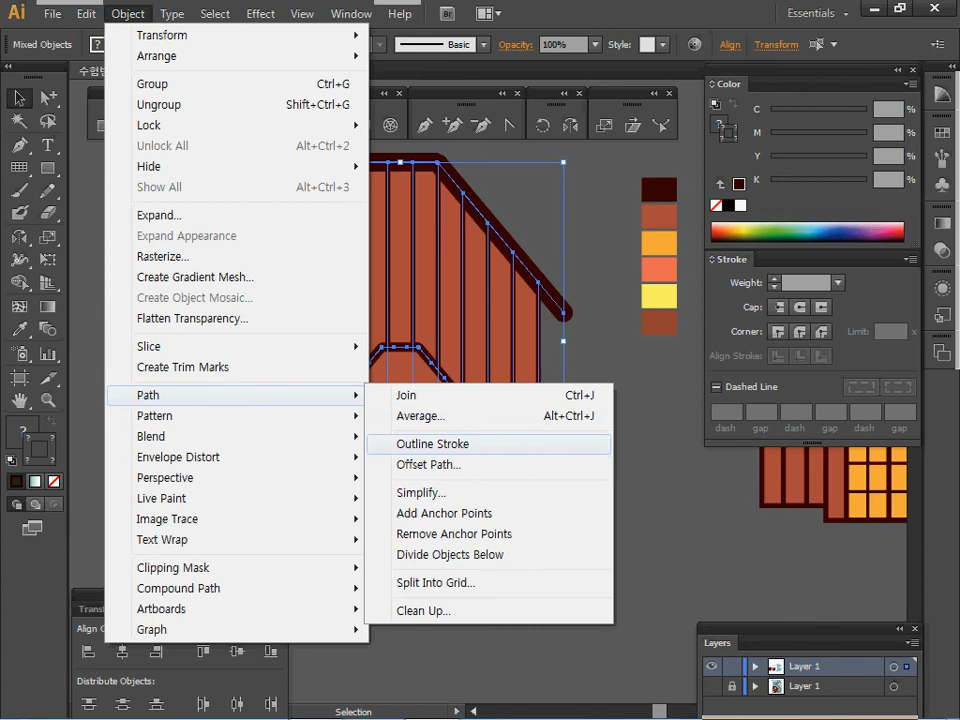 Ai File Edit Object Type Select Effect View Window Help Br Essentials
Mixed Objects ? Basic Opacity: 100% Style: Align Transform
Transform
Arrange
Group Ctrl+G
Ungroup Shift+Ctrl+G
Lock
Unlock All Alt+Ctrl+2
Hide
Show All Alt+Ctrl+3
Expand...
Expand Appearance
Rasterize...
Create Gradient Mesh...
Create Object Mosaic...
Flatten Transparency...
Slice
Create Trim Marks
Path
Pattern
Blend
Envelope Distort
Perspective
Live Paint
Image Trace
Text Wrap
Clipping Mask
Compound Path
Artboards
Graph
Join Ctrl+J
Average... Alt+Ctrl+J
Outline Stroke
Offset Path...
Simplify...
Add Anchor Points
Remove Anchor Points
Divide Objects Below
Split Into Grid...
Clean Up...
Color
C %
M %
Y %
K %
Stroke
Weight:
Cap:
Corner: Limit: x
Align Stroke:
Dashed Line
dash gap dash gap dash gap
Align
Distribute Objects:
Layers
Layer 1
Layer 1
Selection